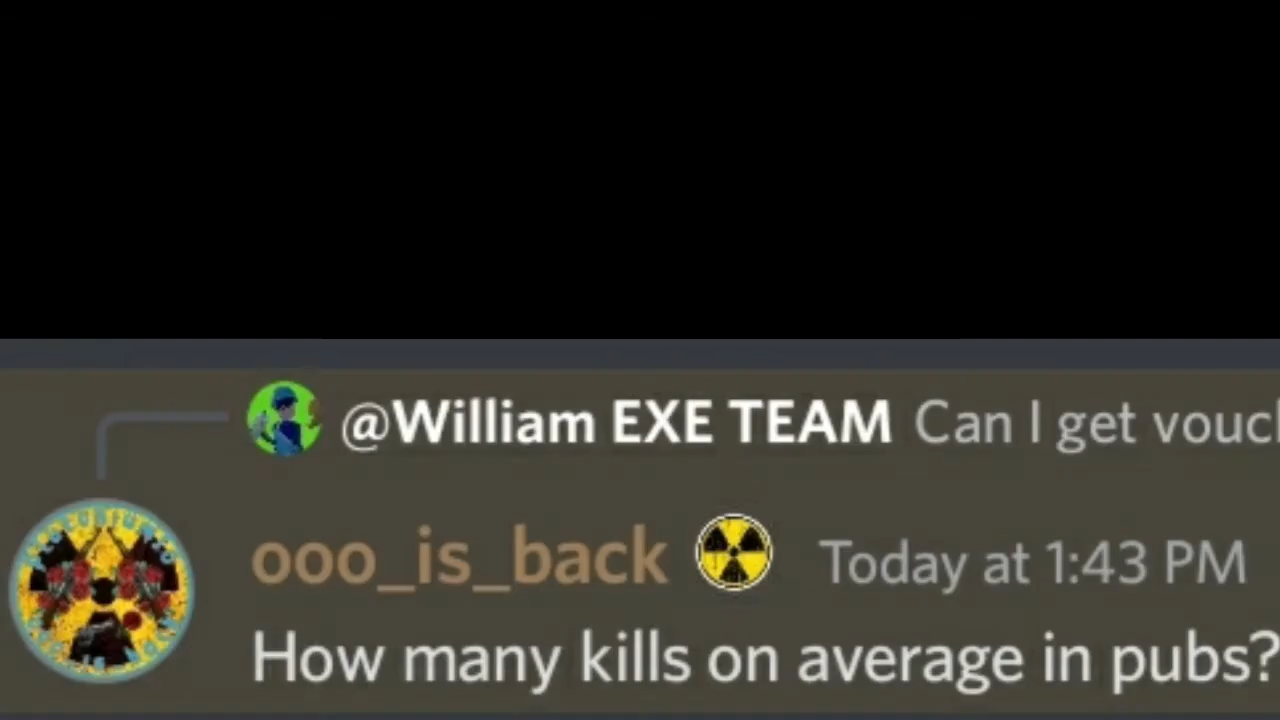 @William EXE TEAM Can I get vouc
ooo_is_back Today at 1:43 PM
How many kills on average in pubs?